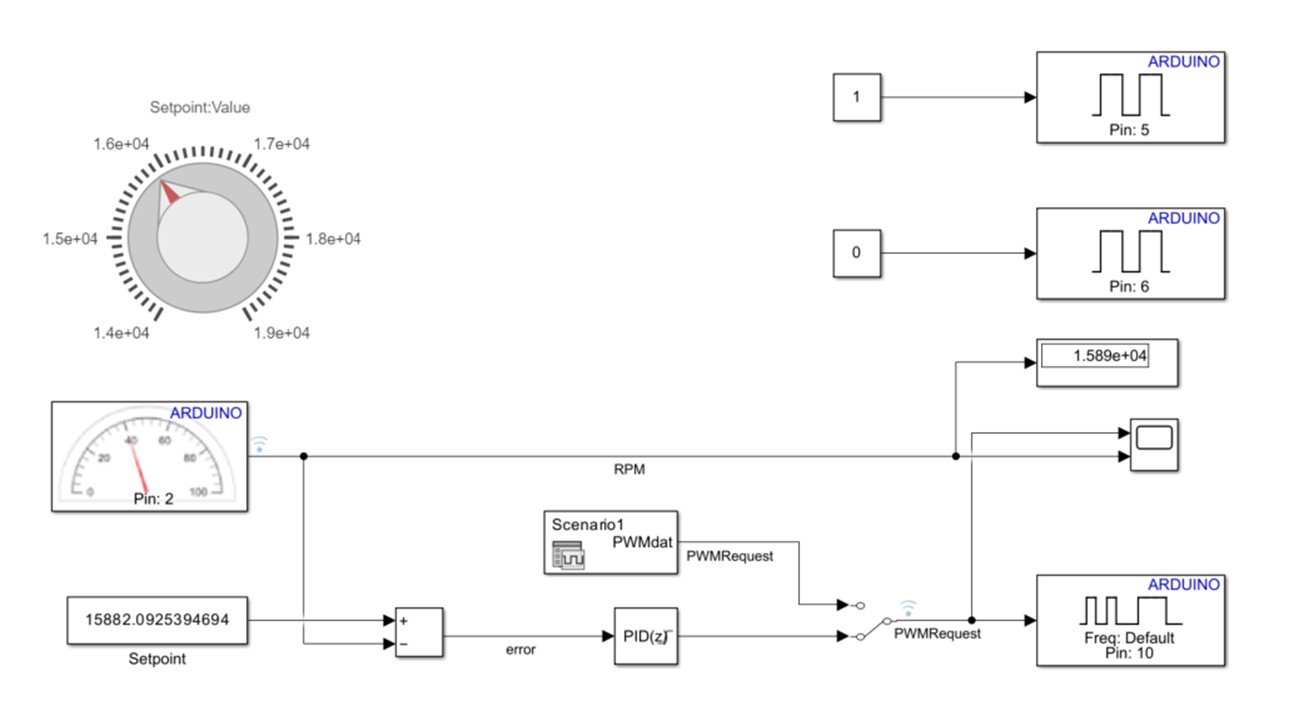 Setpoint:Value
1.6e+04
1.7e+04
1.5e+04
1.8e+04
1.4e+04
1.9e+04
1
ARDUINO
Pin: 5
0
ARDUINO
Pin: 6
1.589e+04
ARDUINO
0
20
40
60
80
100
Pin: 2
RPM
Scenario1
PWMdat
PWMRequest
15882.0925394694
Setpoint
+
−
error
PID(z)
PWMRequest
ARDUINO
Freq: Default
Pin: 10